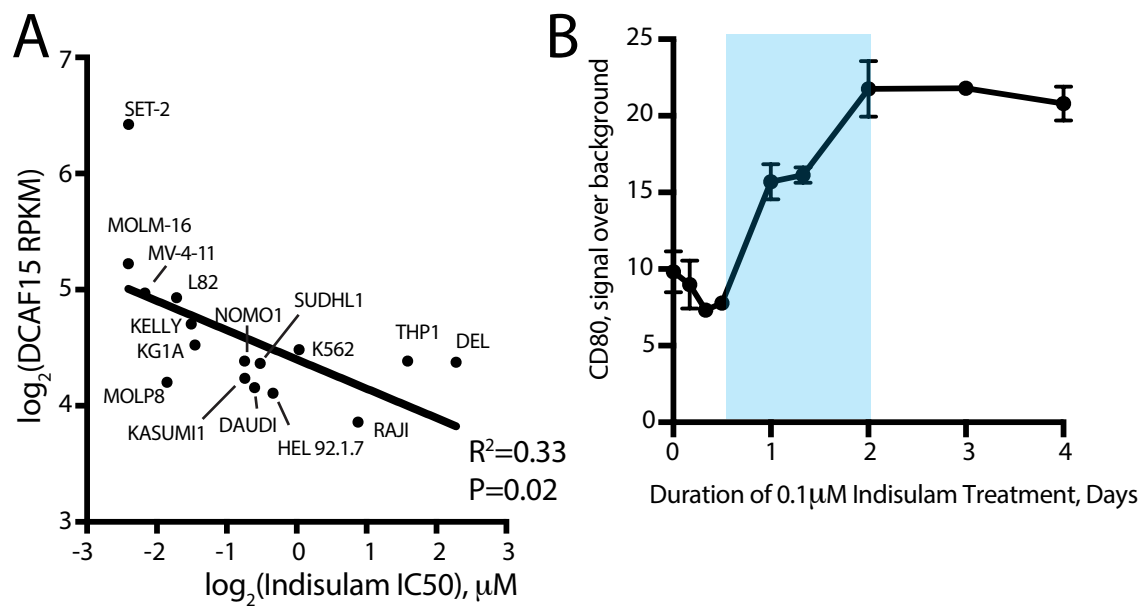 A
log2(DCAF15 RPKM)
7
6
5
4
3
SET-2
MOLM-16
MV-4-11
L82
KELLY
NOMO1
SUDHL1
KG1A
K562
THP1
DEL
MOLP8
KASUMI1
DAUDI
HEL 92.1.7
RAJI
R²=0.33
P=0.02
-3 -2 -1 0 1 2 3
log2(Indisulam IC50), μM
B
CD80, signal over background
25
20
15
10
5
0
0 1 2 3 4
Duration of 0.1μM Indisulam Treatment, Days